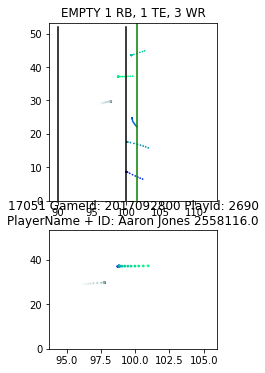 EMPTY 1 RB, 1 TE, 3 WR
50
40
30
20
10
0
90 95 100 105 110
17051 GameId: 2017092800 PlayId: 2690
PlayerName + ID: Aaron Jones 2558116.0
40
20
0
95.0 97.5 100.0 102.5 105.0